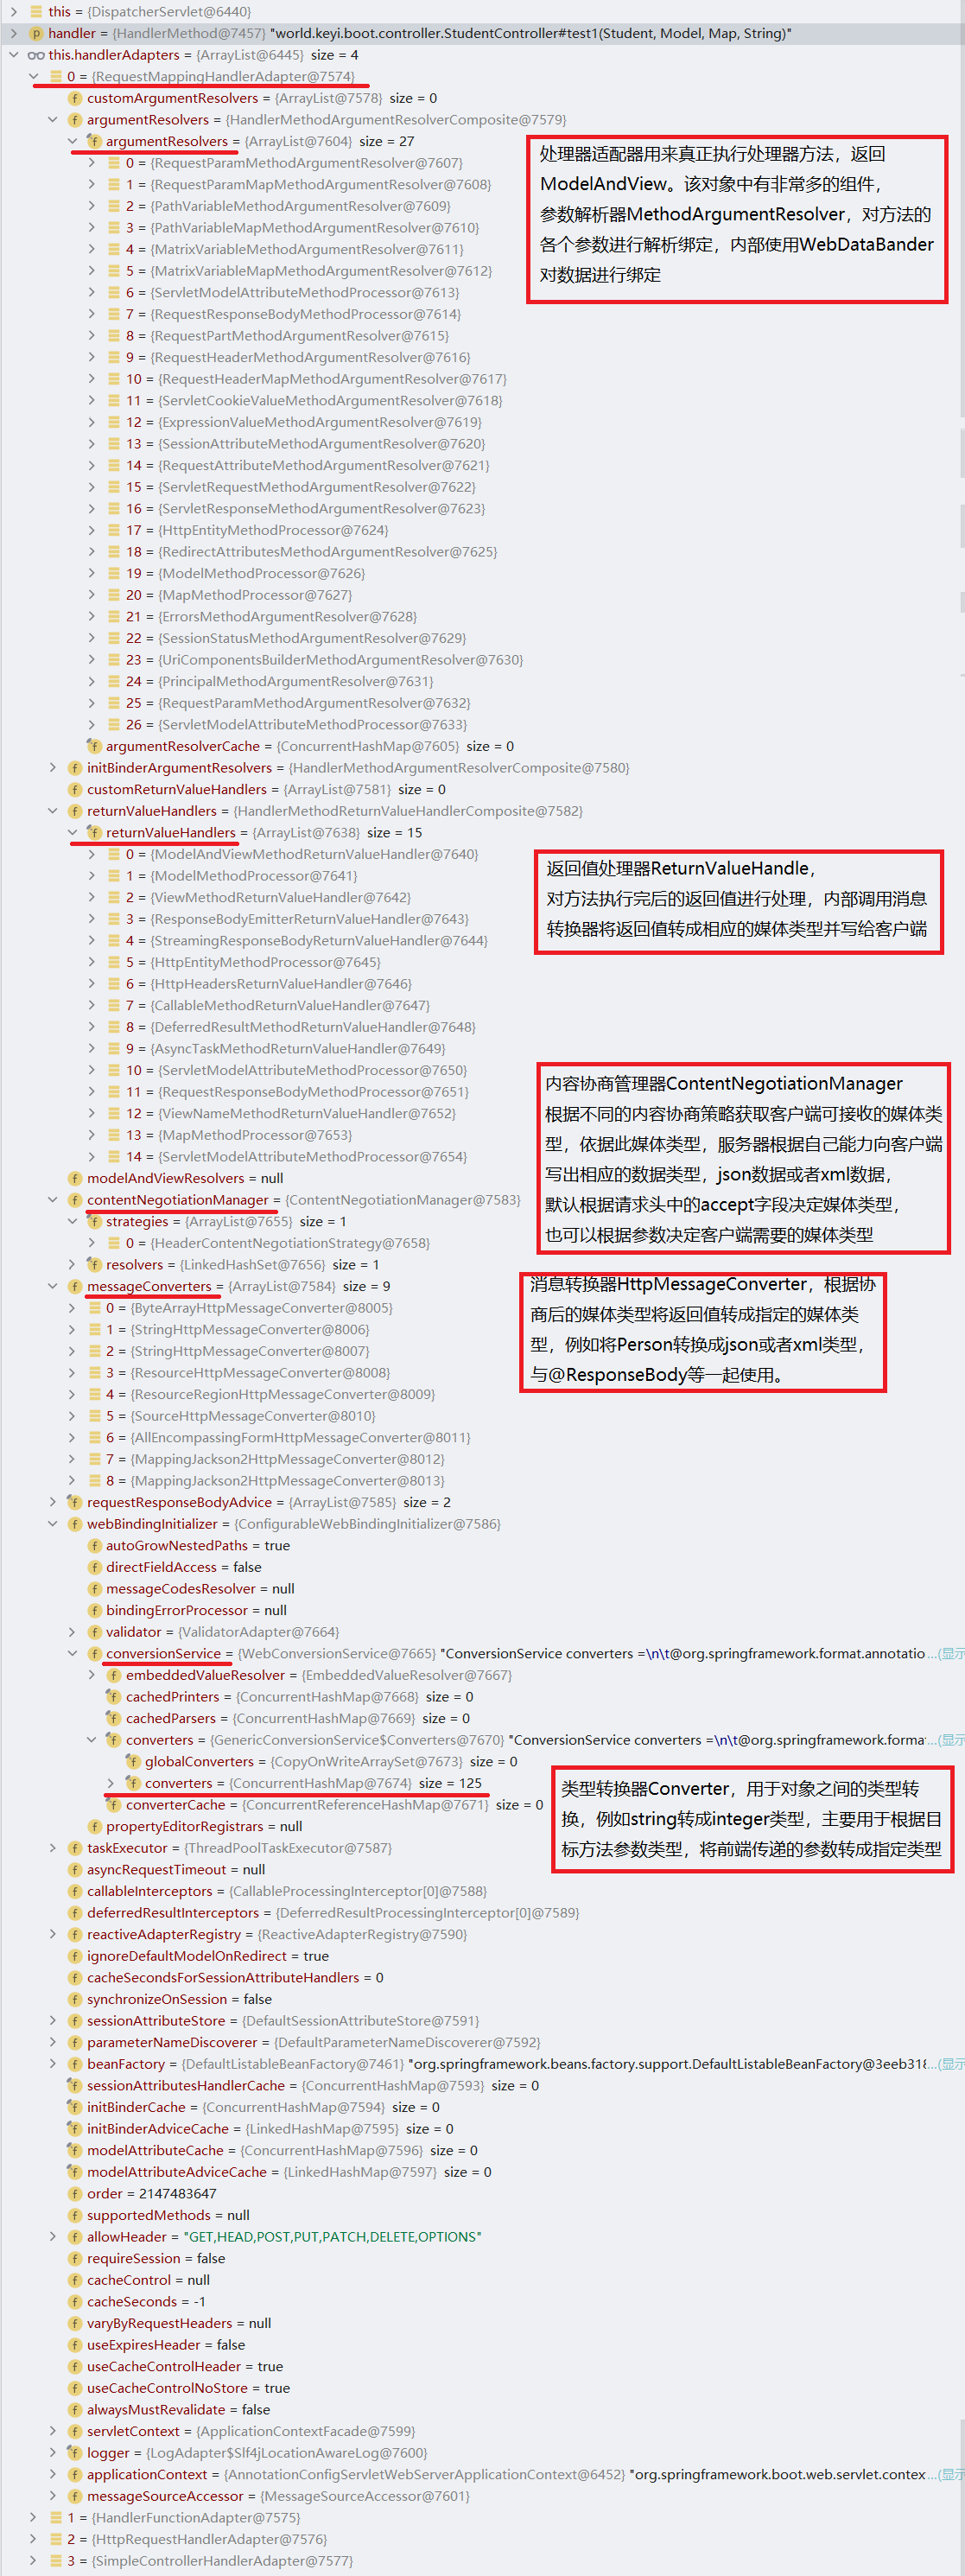 this = {DispatcherServlet@6440}
handler = {HandlerMethod@7457} "world.keyi.boot.controller.StudentController#test1(Student, Model, Map, String)"
this.handlerAdapters = {ArrayList@6445} size = 4
0 = {RequestMappingHandlerAdapter@7574}
customArgumentResolvers = {ArrayList@7578} size = 0
argumentResolvers = {HandlerMethodArgumentResolverComposite@7579}
argumentResolvers = {ArrayList@7604} size = 27
0 = {RequestParamMethodArgumentResolver@7607}
1 = {RequestParamMapMethodArgumentResolver@7608}
2 = {PathVariableMethodArgumentResolver@7609}
3 = {PathVariableMapMethodArgumentResolver@7610}
4 = {MatrixVariableMethodArgumentResolver@7611}
5 = {MatrixVariableMapMethodArgumentResolver@7612}
6 = {ServletModelAttributeMethodProcessor@7613}
7 = {RequestResponseBodyMethodProcessor@7614}
8 = {RequestPartMethodArgumentResolver@7615}
9 = {RequestHeaderMethodArgumentResolver@7616}
10 = {RequestHeaderMapMethodArgumentResolver@7617}
11 = {ServletCookieValueMethodArgumentResolver@7618}
12 = {ExpressionValueMethodArgumentResolver@7619}
13 = {SessionAttributeMethodArgumentResolver@7620}
14 = {RequestAttributeMethodArgumentResolver@7621}
15 = {ServletRequestMethodArgumentResolver@7622}
16 = {ServletResponseMethodArgumentResolver@7623}
17 = {HttpEntityMethodProcessor@7624}
18 = {RedirectAttributesMethodArgumentResolver@7625}
19 = {ModelMethodProcessor@7626}
20 = {MapMethodProcessor@7627}
21 = {ErrorsMethodArgumentResolver@7628}
22 = {SessionStatusMethodArgumentResolver@7629}
23 = {UriComponentsBuilderMethodArgumentResolver@7630}
24 = {PrincipalMethodArgumentResolver@7631}
25 = {RequestParamMethodArgumentResolver@7632}
26 = {ServletModelAttributeMethodProcessor@7633}
argumentResolverCache = {ConcurrentHashMap@7605} size = 0
处理器适配器用来真正执行处理器方法，返回
ModelAndView。该对象中有非常多的组件，
参数解析器MethodArgumentResolver，对方法的
各个参数进行解析绑定，内部使用WebDataBander
对数据进行绑定
initBinderArgumentResolvers = {HandlerMethodArgumentResolverComposite@7580}
customReturnValueHandlers = {ArrayList@7581} size = 0
returnValueHandlers = {HandlerMethodReturnValueHandlerComposite@7582}
returnValueHandlers = {ArrayList@7638} size = 15
0 = {ModelAndViewMethodReturnValueHandler@7640}
1 = {ModelMethodProcessor@7641}
2 = {ViewMethodReturnValueHandler@7642}
3 = {ResponseBodyEmitterReturnValueHandler@7643}
4 = {StreamingResponseBodyReturnValueHandler@7644}
5 = {HttpEntityMethodProcessor@7645}
6 = {HttpHeadersReturnValueHandler@7646}
7 = {CallableMethodReturnValueHandler@7647}
8 = {DeferredResultMethodReturnValueHandler@7648}
9 = {AsyncTaskMethodReturnValueHandler@7649}
10 = {ServletModelAttributeMethodProcessor@7650}
11 = {RequestResponseBodyMethodProcessor@7651}
12 = {ViewNameMethodReturnValueHandler@7652}
13 = {MapMethodProcessor@7653}
14 = {ServletModelAttributeMethodProcessor@7654}
返回值处理器ReturnValueHandle，
对方法执行完后的返回值进行处理，内部调用消息
转换器将返回值转成相应的媒体类型并写给客户端
modelAndViewResolvers = null
contentNegotiationManager = {ContentNegotiationManager@7583}
strategies = {ArrayList@7655} size = 1
0 = {HeaderContentNegotiationStrategy@7658}
resolvers = {LinkedHashSet@7656} size = 1
内容协商管理器ContentNegotiationManager
根据不同的内容协商策略获取客户端可接收的媒体类
型，依据此媒体类型，服务器根据自己能力向客户端
写出相应的数据类型，json数据或者xml数据，
默认根据请求头中的accept字段决定媒体类型，
也可以根据参数决定客户端需要的媒体类型
messageConverters = {ArrayList@7584} size = 9
0 = {ByteArrayHttpMessageConverter@8005}
1 = {StringHttpMessageConverter@8006}
2 = {StringHttpMessageConverter@8007}
3 = {ResourceHttpMessageConverter@8008}
4 = {ResourceRegionHttpMessageConverter@8009}
5 = {SourceHttpMessageConverter@8010}
6 = {AllEncompassingFormHttpMessageConverter@8011}
7 = {MappingJackson2HttpMessageConverter@8012}
8 = {MappingJackson2HttpMessageConverter@8013}
消息转换器HttpMessageConverter，根据协
商后的媒体类型将返回值转成指定的媒体类
型，例如将Person转换成json或者xml类型，
与@ResponseBody等一起使用。
requestResponseBodyAdvice = {ArrayList@7585} size = 2
webBindingInitializer = {ConfigurableWebBindingInitializer@7586}
autoGrowNestedPaths = true
directFieldAccess = false
messageCodesResolver = null
bindingErrorProcessor = null
validator = {ValidatorAdapter@7664}
conversionService = {WebConversionService@7665} "ConversionService converters =\n\t@org.springframework.format.annotatio ...(显示
embeddedValueResolver = {EmbeddedValueResolver@7667}
cachedPrinters = {ConcurrentHashMap@7668} size = 0
cachedParsers = {ConcurrentHashMap@7669} size = 0
converters = {GenericConversionService$Converters@7670} "ConversionService converters =\n\t@org.springframework.forma ...(显示
globalConverters = {CopyOnWriteArraySet@7673} size = 0
converters = {ConcurrentHashMap@7674} size = 125
converterCache = {ConcurrentReferenceHashMap@7671} size = 0
propertyEditorRegistrars = null
类型转换器Converter，用于对象之间的类型转
换，例如string转成integer类型，主要用于根据目
标方法参数类型，将前端传递的参数转成指定类型
taskExecutor = {ThreadPoolTaskExecutor@7587}
asyncRequestTimeout = null
callableInterceptors = {CallableProcessingInterceptor[0]@7588}
deferredResultInterceptors = {DeferredResultProcessingInterceptor[0]@7589}
reactiveAdapterRegistry = {ReactiveAdapterRegistry@7590}
ignoreDefaultModelOnRedirect = true
cacheSecondsForSessionAttributeHandlers = 0
synchronizeOnSession = false
sessionAttributeStore = {DefaultSessionAttributeStore@7591}
parameterNameDiscoverer = {DefaultParameterNameDiscoverer@7592}
beanFactory = {DefaultListableBeanFactory@7461} "org.springframework.beans.factory.support.DefaultListableBeanFactory@3eeb318 ...(显示
sessionAttributesHandlerCache = {ConcurrentHashMap@7593} size = 0
initBinderCache = {ConcurrentHashMap@7594} size = 0
initBinderAdviceCache = {LinkedHashMap@7595} size = 0
modelAttributeCache = {ConcurrentHashMap@7596} size = 0
modelAttributeAdviceCache = {LinkedHashMap@7597} size = 0
order = 2147483647
supportedMethods = null
allowHeader = "GET,HEAD,POST,PUT,PATCH,DELETE,OPTIONS"
requireSession = false
cacheControl = null
cacheSeconds = -1
varyByRequestHeaders = null
useExpiresHeader = false
useCacheControlHeader = true
useCacheControlNoStore = true
alwaysMustRevalidate = false
servletContext = {ApplicationContextFacade@7599}
logger = {LogAdapter$Slf4jLocationAwareLog@7600}
applicationContext = {AnnotationConfigServletWebServerApplicationContext@6452} "org.springframework.boot.web.servlet.contex ...(显示
messageSourceAccessor = {MessageSourceAccessor@7601}
1 = {HandlerFunctionAdapter@7575}
2 = {HttpRequestHandlerAdapter@7576}
3 = {SimpleControllerHandlerAdapter@7577}